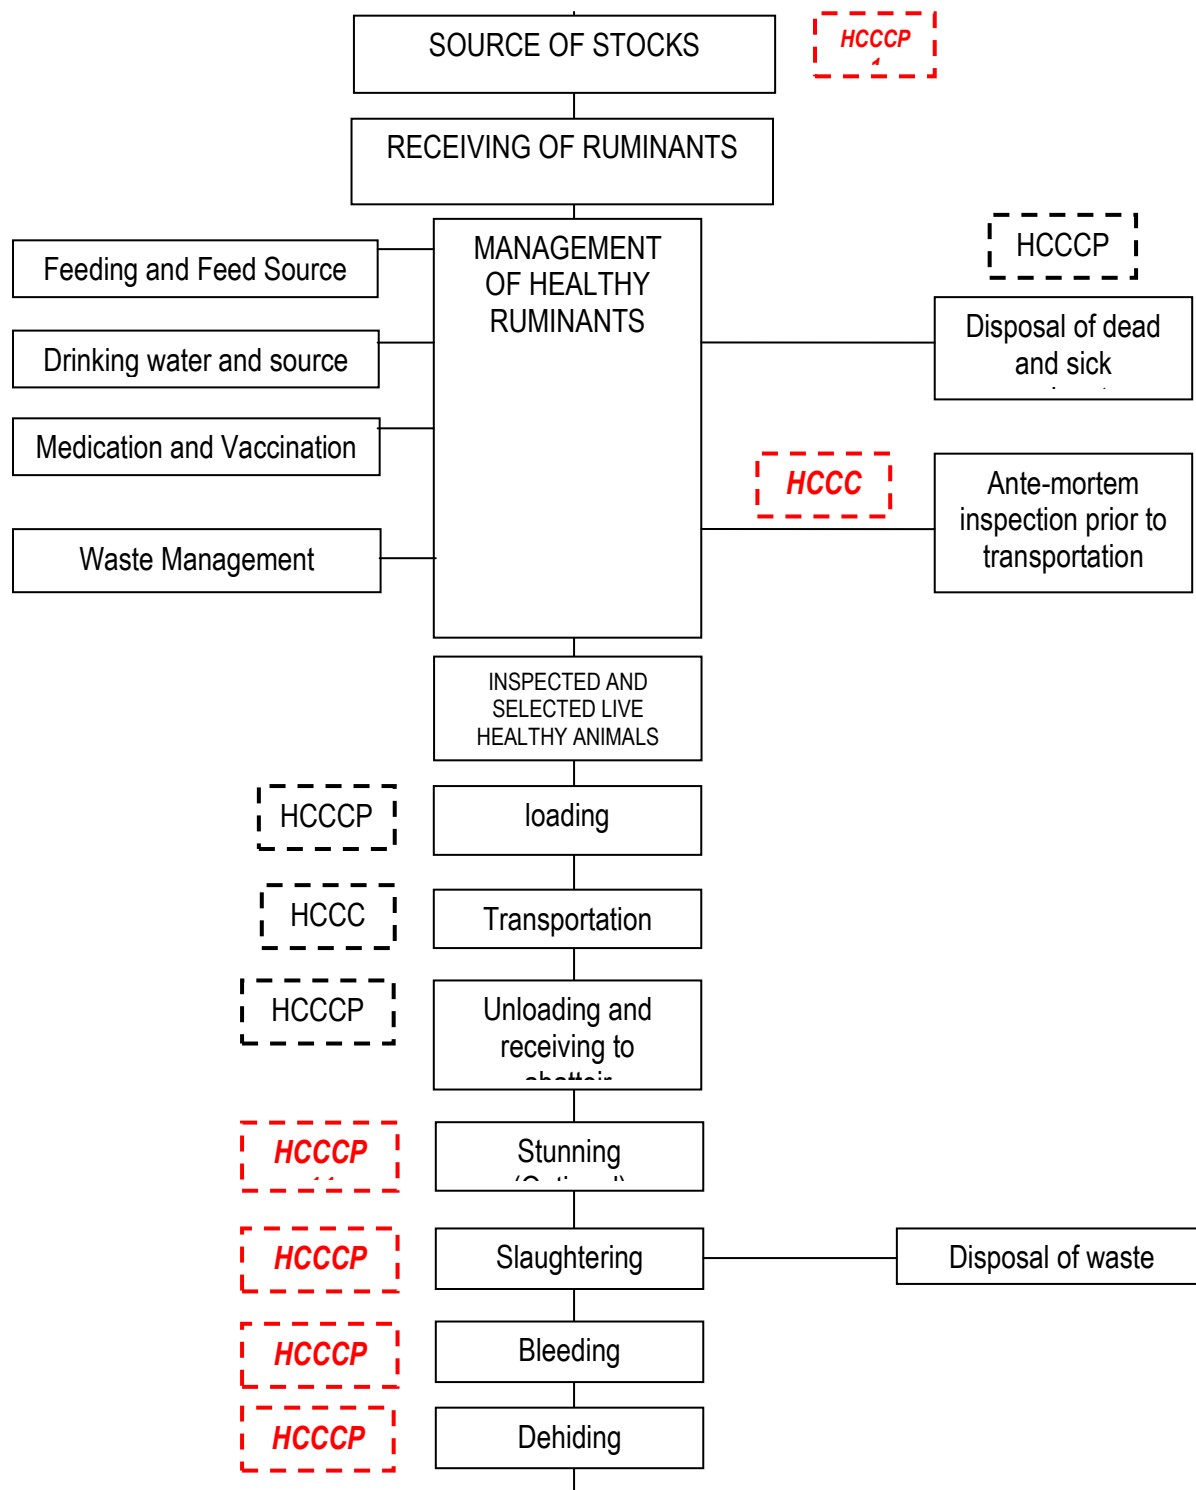 SOURCE OF STOCKS
HCCCP
RECEIVING OF RUMINANTS
MANAGEMENT
OF HEALTHY
RUMINANTS
HCCCP
Feeding and Feed Source
Drinking water and source
Medication and Vaccination
Waste Management
Disposal of dead
and sick
HCCC
Ante-mortem
inspection prior to
transportation
INSPECTED AND
SELECTED LIVE
HEALTHY ANIMALS
HCCCP
loading
HCCC
Transportation
HCCCP
Unloading and
receiving to
abattoir
HCCCP
Stunning
(Optional)
HCCCP
Slaughtering
Disposal of waste
HCCCP
Bleeding
HCCCP
Dehiding